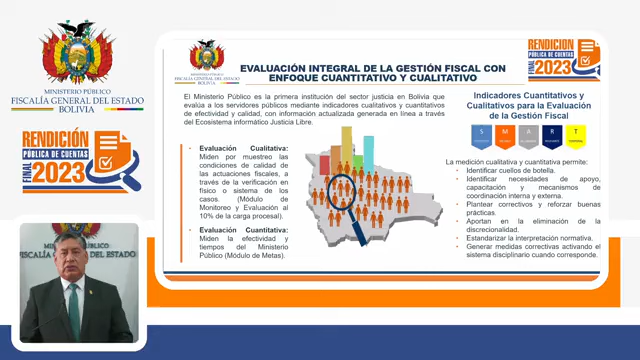 MINISTERIO PÚBLICO
FISCALÍA GENERAL DEL ESTADO
BOLIVIA
RENDICIÓN
PÚBLICA DE CUENTAS
FINAL 2023
MINISTERIO PÚBLICO
FISCALÍA GENERAL DEL ESTADO
BOLIVIA
EVALUACIÓN INTEGRAL DE LA GESTIÓN FISCAL CON
ENFOQUE CUANTITATIVO Y CUALITATIVO
RENDICIÓN
PÚBLICA DE CUENTAS
FINAL 2023
El Ministerio Público es la primera institución del sector justicia en Bolivia que
evalúa a los servidores públicos mediante indicadores cualitativos y cuantitativos
de efectividad y calidad, con información actualizada generada en línea a través
del Ecosistema informático Justicia Libre.
• Evaluación Cualitativa:
Miden por muestreo las
condiciones de calidad de
las actuaciones fiscales, a
través de la verificación en
físico o sistema de los
casos. (Módulo de
Monitoreo y Evaluación al
10% de la carga procesal).
• Evaluación Cuantitativa:
Miden la efectividad y
tiempos del Ministerio
Público (Módulo de Metas).
Indicadores Cuantitativos y
Cualitativos para la Evaluación
de la Gestión Fiscal
S M A R T
La medición cualitativa y cuantitativa permite:
• Identificar cuellos de botella.
• Identificar necesidades de apoyo,
capacitación y mecanismos de
coordinación interna y externa.
• Plantear correctivos y reforzar buenas
prácticas.
• Aportan en la eliminación de la
discrecionalidad.
• Estandarizar la interpretación normativa.
• Generar medidas correctivas activando el
sistema disciplinario cuando corresponde.
FISCALÍA GENERAL DEL ESTADO